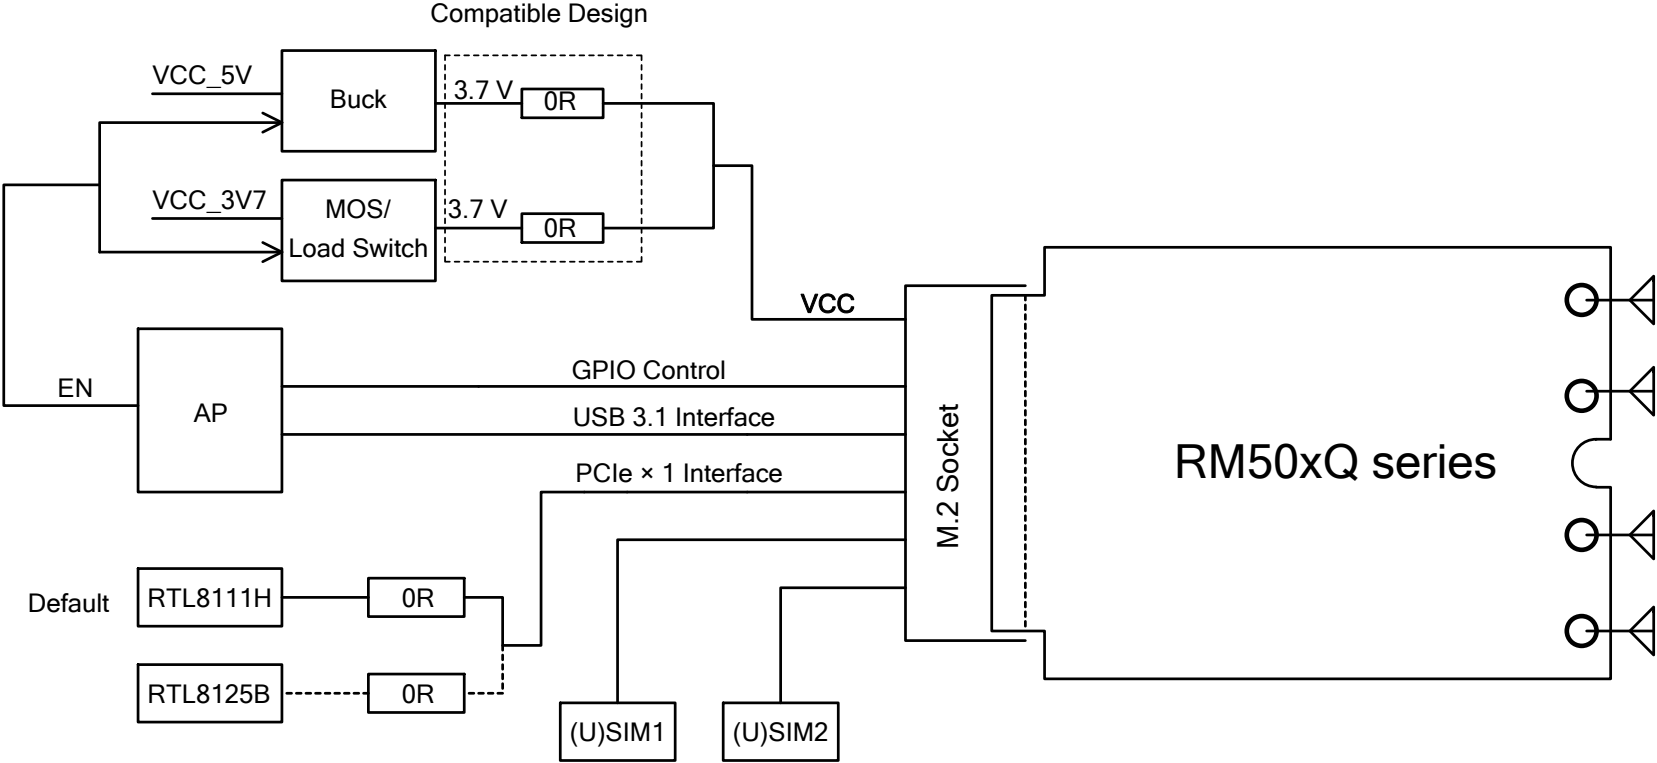 Compatible Design
VCC_5V
Buck
3.7 V
0R
VCC_3V7
MOS/
Load Switch
3.7 V
0R
VCC
EN
AP
GPIO Control
USB 3.1 Interface
PCIe × 1 Interface
M.2 Socket
RM50xQ series
Default
RTL8111H
0R
RTL8125B
0R
(U)SIM1
(U)SIM2